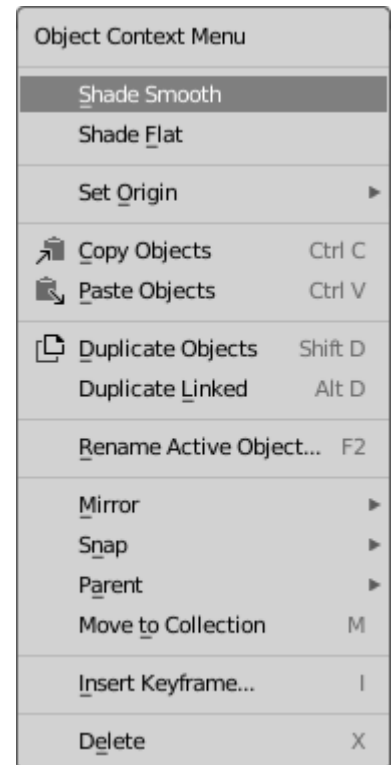 Object Context Menu
Shade Smooth
Shade Flat
Set Origin
Copy Objects Ctrl C
Paste Objects Ctrl V
Duplicate Objects Shift D
Duplicate Linked Alt D
Rename Active Object... F2
Mirror
Snap
Parent
Move to Collection M
Insert Keyframe... I
Delete X